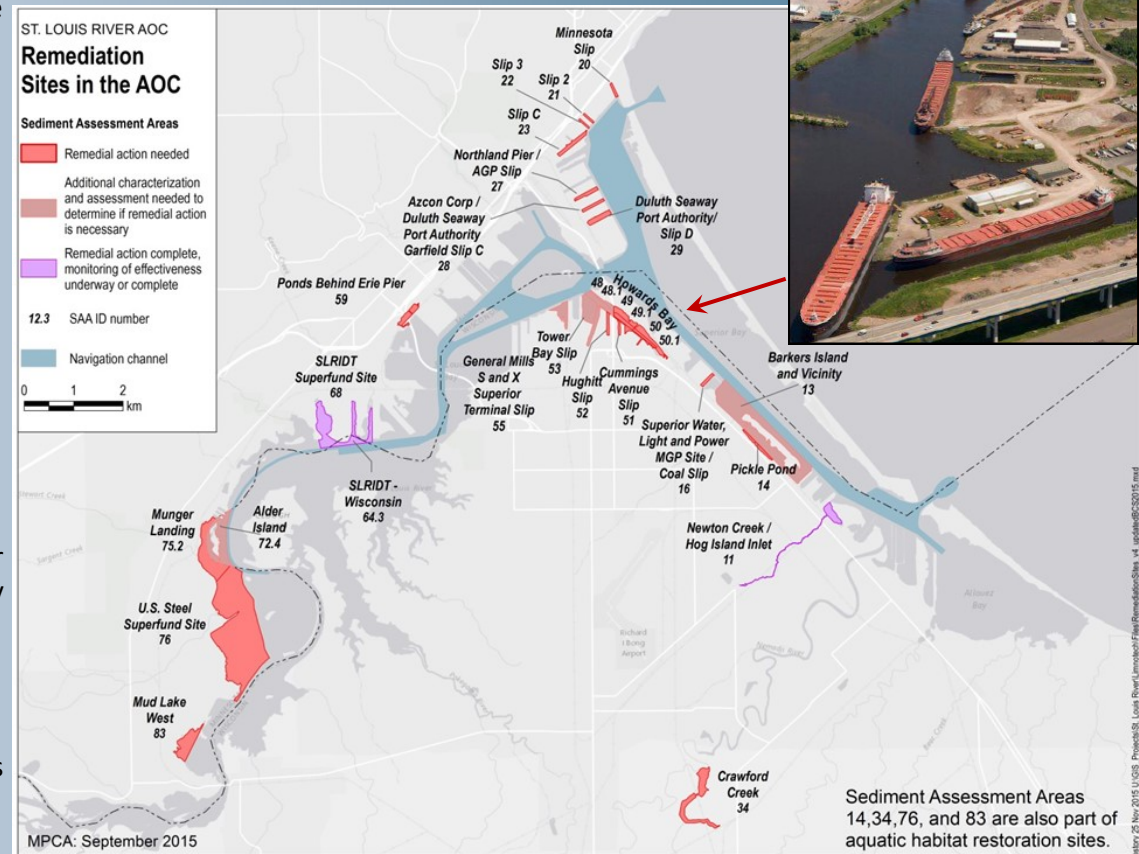 ST. LOUIS RIVER AOC
Remediation
Sites in the AOC
Sediment Assessment Areas
Remedial action needed
Additional characterization
and assessment needed to
determine if remedial action
is necessary
Remedial action complete,
monitoring of effectiveness
underway or complete
12.3 SAA ID number
Navigation channel
0 1 2
km
Minnesota
Slip
20
Slip 3
22
Slip 2
21
Slip C
23
Northland Pier /
AGP Slip
27
Azcon Corp /
Duluth Seaway
Port Authority
Garfield Slip C
28
Duluth Seaway
Port Authority/
Slip D
29
Ponds Behind Erie Pier
59
Howards Bay
48
48.1
49
49.1
50
50.1
Superior Bay
SLRIDT
Superfund Site
68
General Mills
S and X
Superior
Terminal Slip
55
Tower
Bay Slip
53
Hughitt
Slip
52
Cummings
Avenue
Slip
51
Barkers Island
and Vicinity
13
Superior Water,
Light and Power
MGP Site /
Coal Slip
16
Pickle Pond
14
SLRIDT -
Wisconsin
64.3
Munger
Landing
75.2
Alder
Island
72.4
Newton Creek /
Hog Island Inlet
11
Allouez
Bay
U.S. Steel
Superfund Site
76
Richard
I Bong
Airport
Nemadji River
Mud Lake
West
83
Crawford
Creek
34
Sediment Assessment Areas
14,34,76, and 83 are also part of
aquatic habitat restoration sites.
MPCA: September 2015